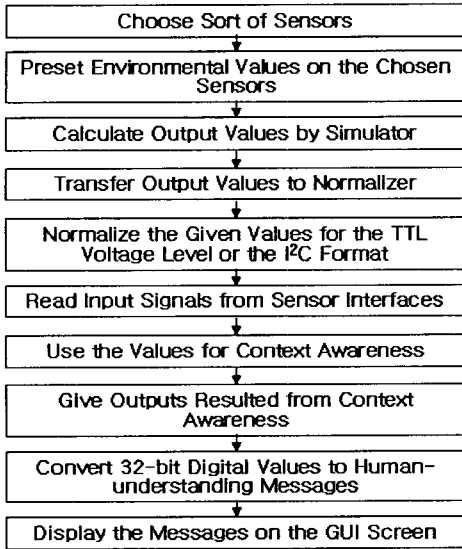 Choose Sort of Sensors
Preset Environmental Values on the Chosen
Sensors
Calculate Output Values by Simulator
Transfer Output Values to Normalizer
Normalize the Given Values for the TTL
Voltage Level or the I²C Format
Read Input Signals from Sensor Interfaces
Use the Values for Context Awareness
Give Outputs Resulted from Context
Awareness
Convert 32-bit Digital Values to Human-
understanding Messages
Display the Messages on the GUI Screen